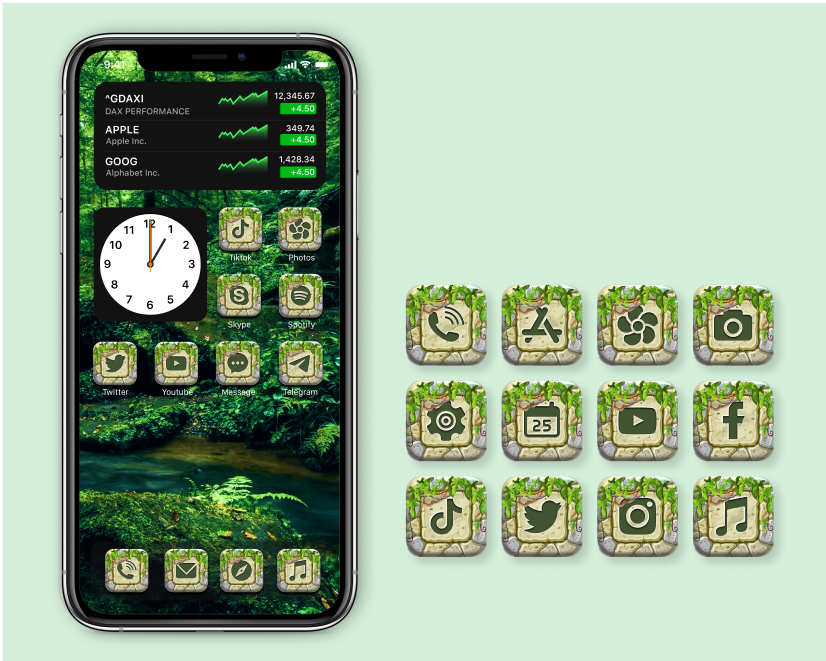 9:41
^GDAXI 12,345.67
DAX PERFORMANCE +4.50
APPLE 349.74
Apple Inc. +4.50
GOOG 1,428.34
Alphabet Inc. +4.50
12
11 1
10 2
9 3
8 4
7 5
6
Tiktok Photos
Skype Spotify
Twitter Youtube Message Telegram
25